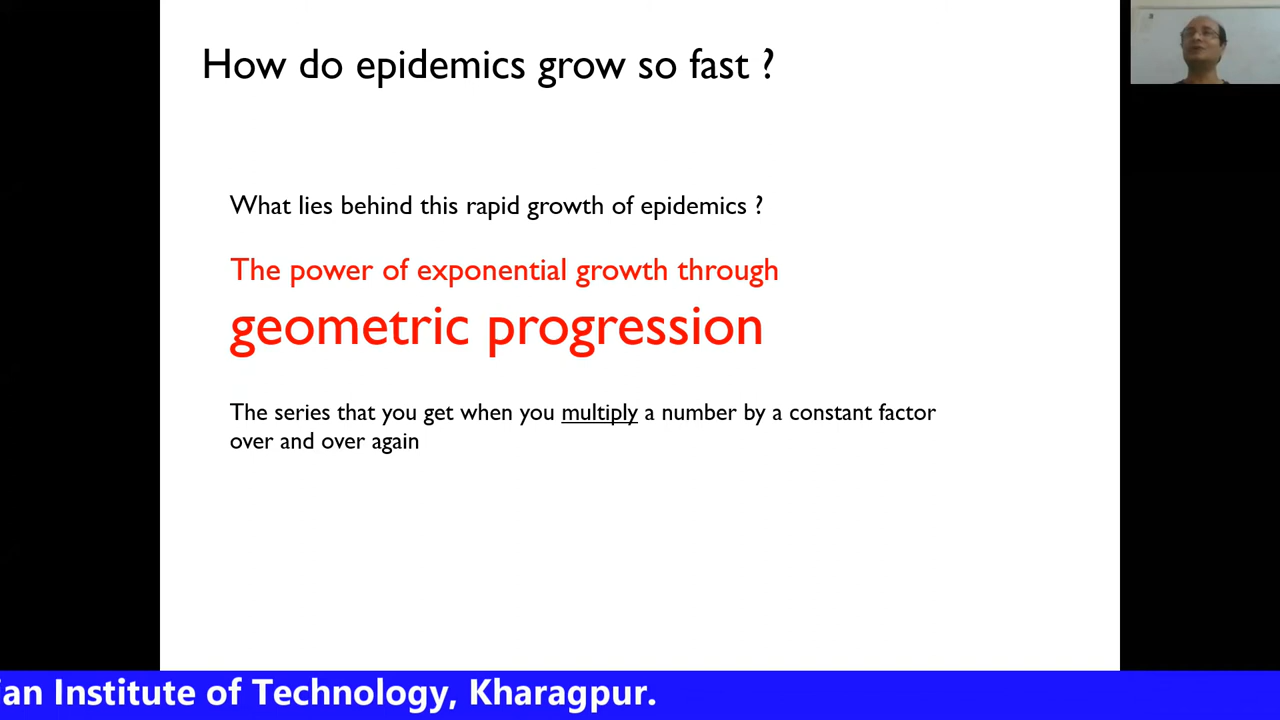 How do epidemics grow so fast ?
What lies behind this rapid growth of epidemics ?
The power of exponential growth through
geometric progression
The series that you get when you multiply a number by a constant factor
over and over again
Institute of Technology, Kharagpur.